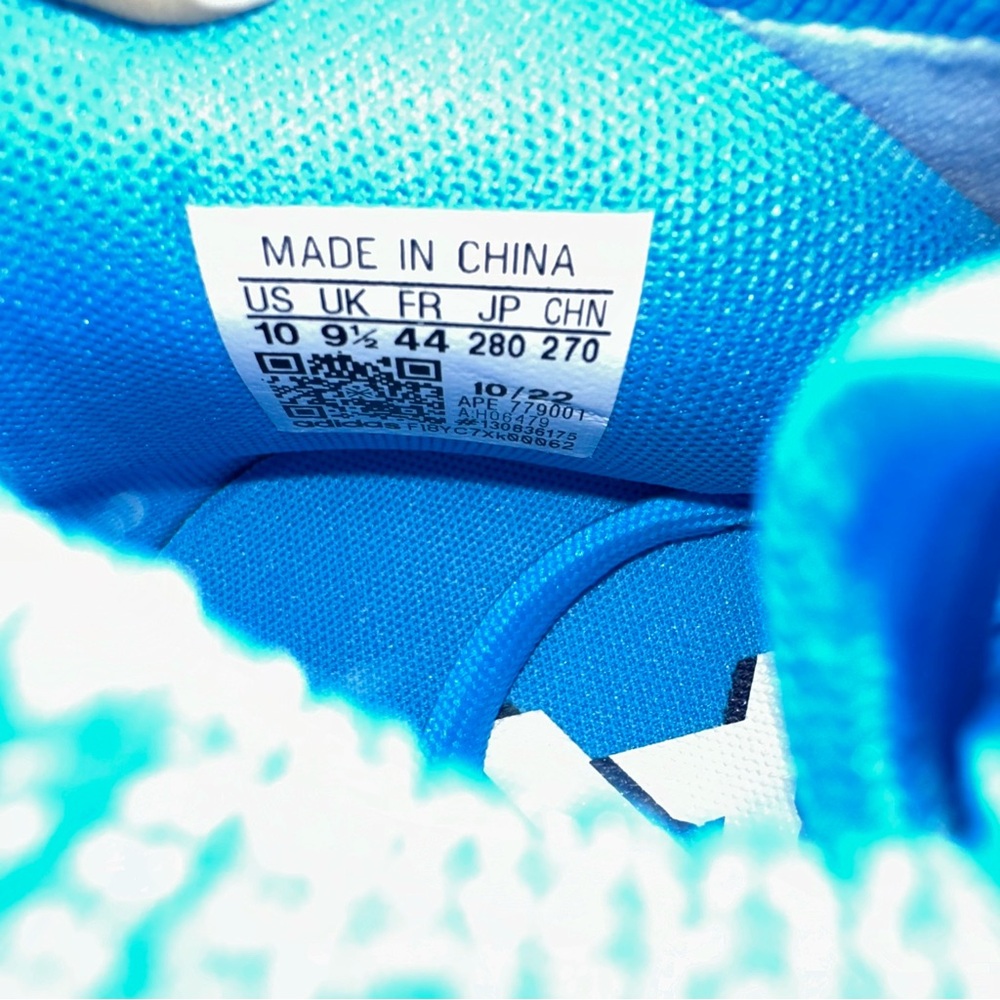 MADE IN CHINA
US UK FR JP CHN
10 9½ 44 280 270
10/22
APE 779001
A:H06479
#130836175
adidas FI8YC7Xk00062